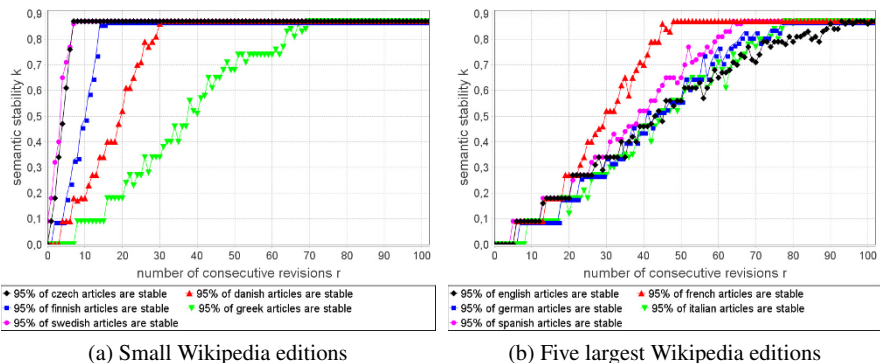 semantic stability k
0,9
0,8
0,7
0,6
0,5
0,4
0,3
0,2
0,1
0,0
0 10 20 30 40 50 60 70 80 90 100
number of consecutive revisions r
95% of czech articles are stable 95% of danish articles are stable
95% of finnish articles are stable 95% of greek articles are stable
95% of swedish articles are stable
(a) Small Wikipedia editions
semantic stability k
0,9
0,8
0,7
0,6
0,5
0,4
0,3
0,2
0,1
0,0
0 10 20 30 40 50 60 70 80 90 100
number of consecutive revisions r
95% of english articles are stable 95% of french articles are stable
95% of german articles are stable 95% of italian articles are stable
95% of spanish articles are stable
(b) Five largest Wikipedia editions